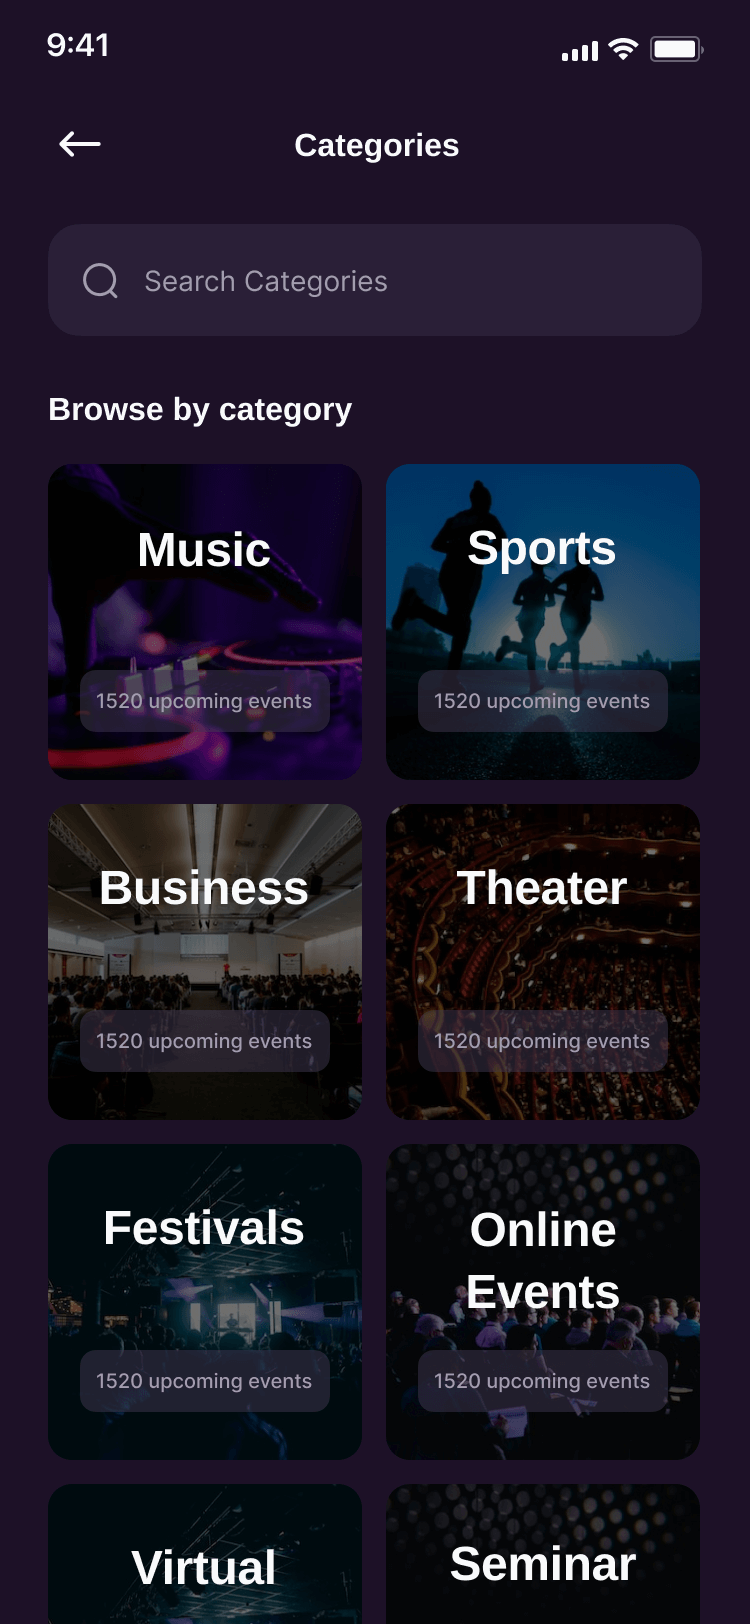 9:41
Categories
Search Categories
Browse by category
Music
1520 upcoming events
Sports
1520 upcoming events
Business
1520 upcoming events
Theater
1520 upcoming events
Festivals
1520 upcoming events
Online
Events
1520 upcoming events
Virtual
Seminar